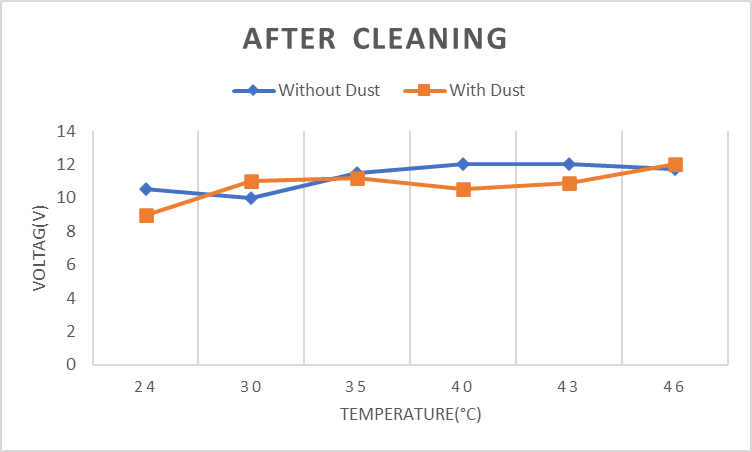 AFTER CLEANING
Without Dust With Dust
14
12
10
8
6
4
2
0
VOLTAG(V)
24 30 35 40 43 46
TEMPERATURE(°C)